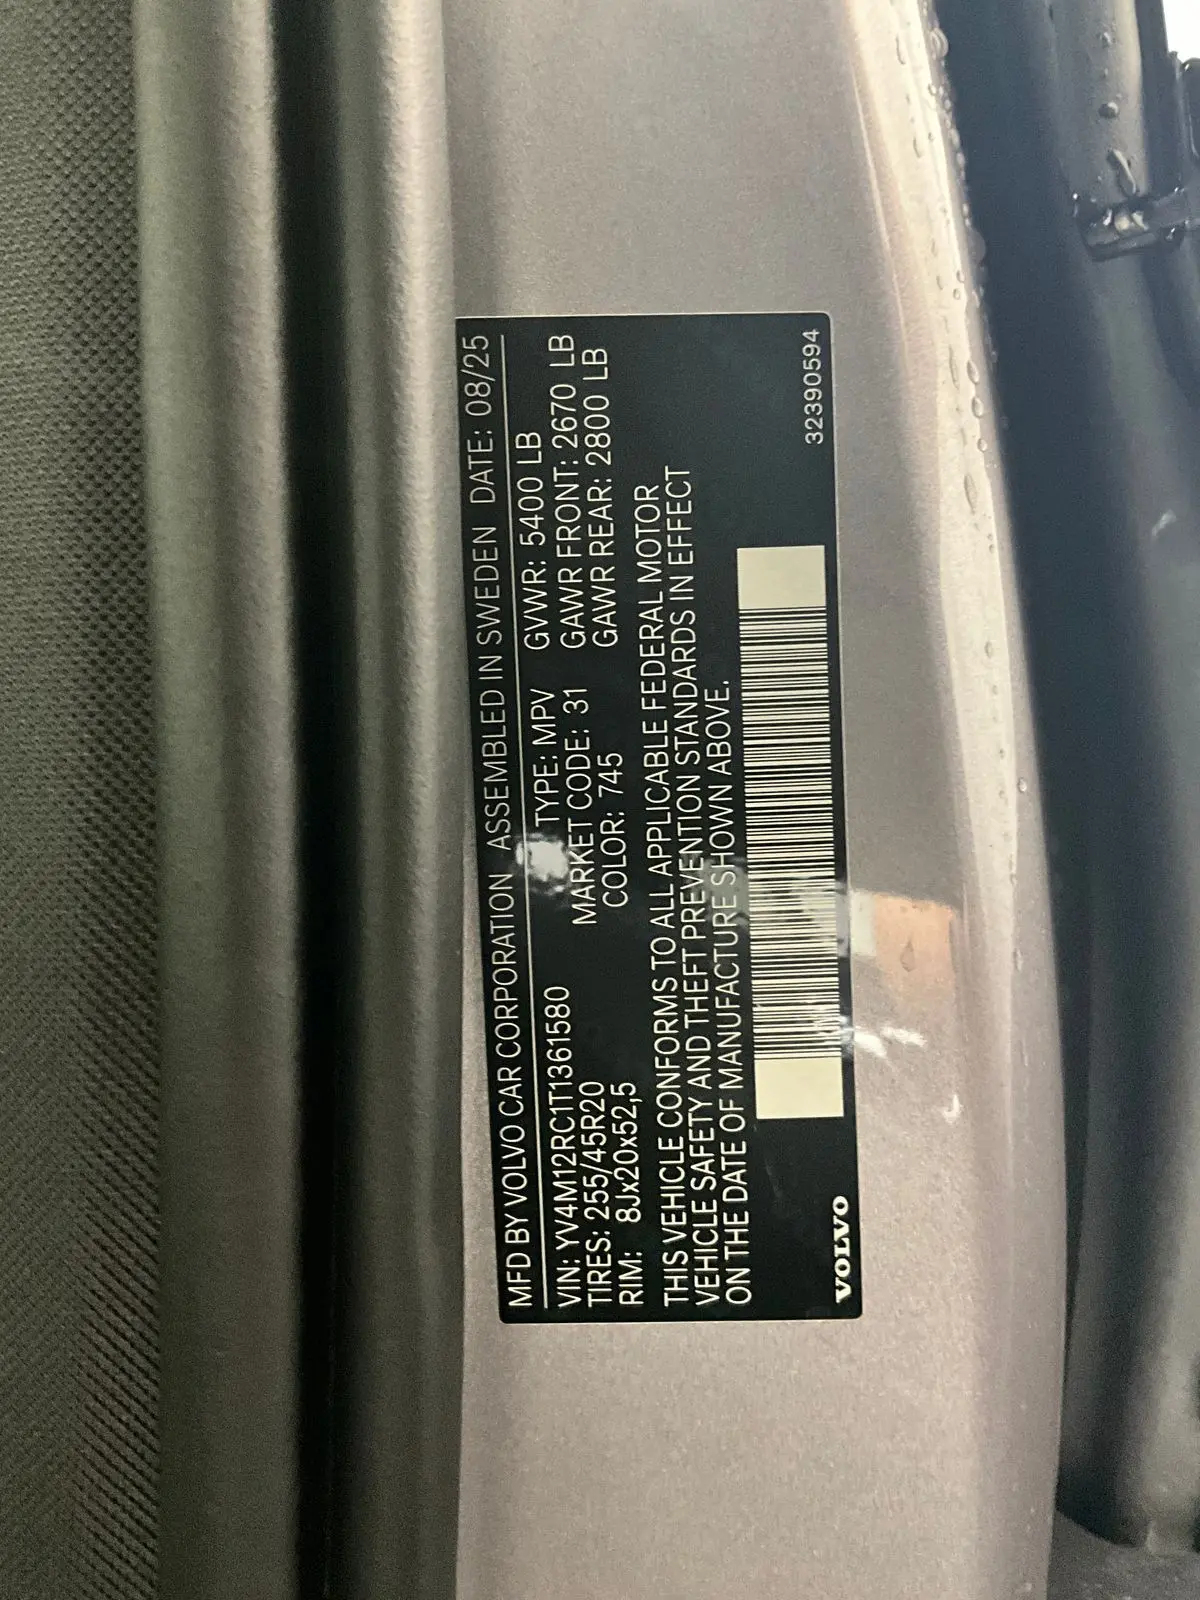 MFD BY VOLVO CAR CORPORATION ASSEMBLED IN SWEDEN DATE: 08/25
VIN: YV4M12RC1T1361580 TYPE: MPV GVWR: 5400 LB
TIRES: 255/45R20 MARKET CODE: 31 GAWR FRONT: 2670 LB
RIM: 8Jx20x52,5 COLOR: 745 GAWR REAR: 2800 LB
THIS VEHICLE CONFORMS TO ALL APPLICABLE FEDERAL MOTOR
VEHICLE SAFETY AND THEFT PREVENTION STANDARDS IN EFFECT
ON THE DATE OF MANUFACTURE SHOWN ABOVE.
VOLVO 32390594